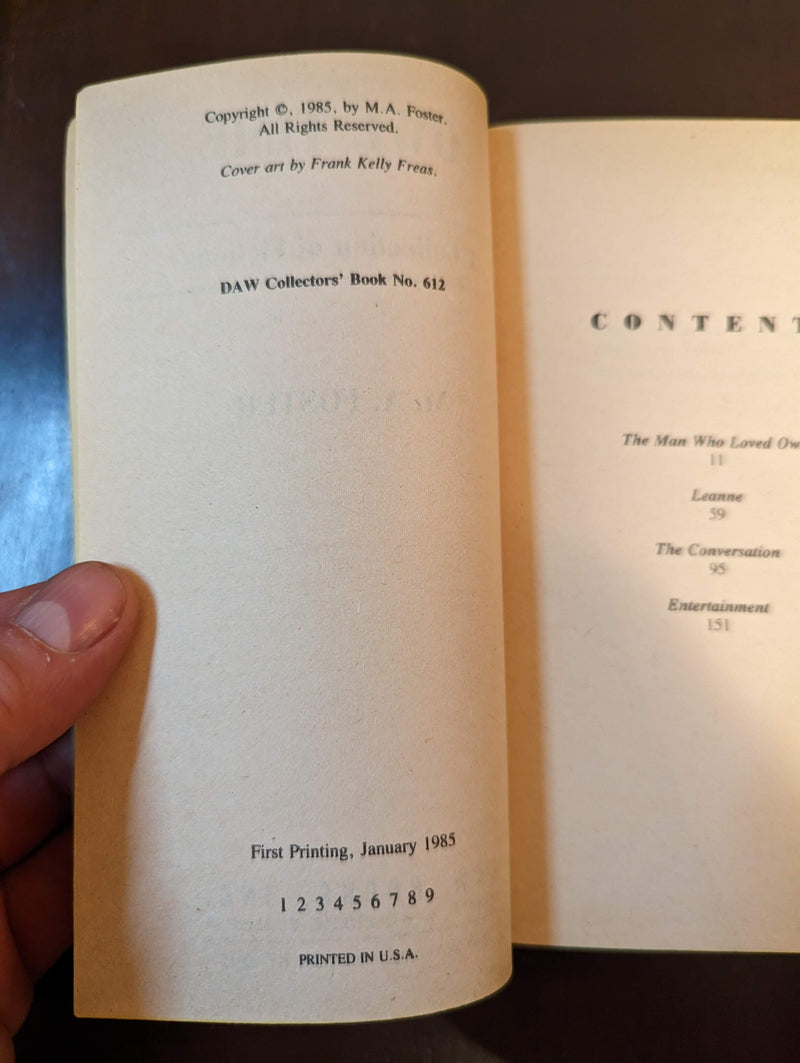 Copyright ©, 1985, by M.A. Foster.
All Rights Reserved.
Cover art by Frank Kelly Freas.
DAW Collectors' Book No. 612
First Printing, January 1985
1 2 3 4 5 6 7 8 9
PRINTED IN U.S.A.
CONTENT
The Man Who Loved Ow
11
Leanne
59
The Conversation
95
Entertainment
151